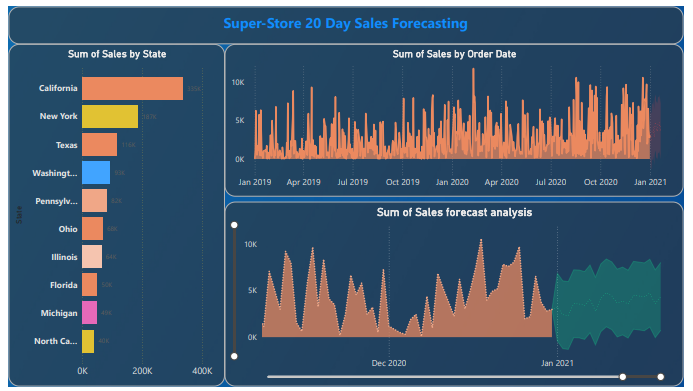 Super-Store 20 Day Sales Forecasting
Sum of Sales by State
State
California
New York
Texas
Washingt...
Pennsylv...
Ohio
Illinois
Florida
Michigan
North Ca...
0K 200K 400K
Sum of Sales by Order Date
10K
5K
0K
Jan 2019 Apr 2019 Jul 2019 Oct 2019 Jan 2020 Apr 2020 Jul 2020 Oct 2020 Jan 2021
Sum of Sales forecast analysis
10K
5K
0K
Dec 2020 Jan 2021